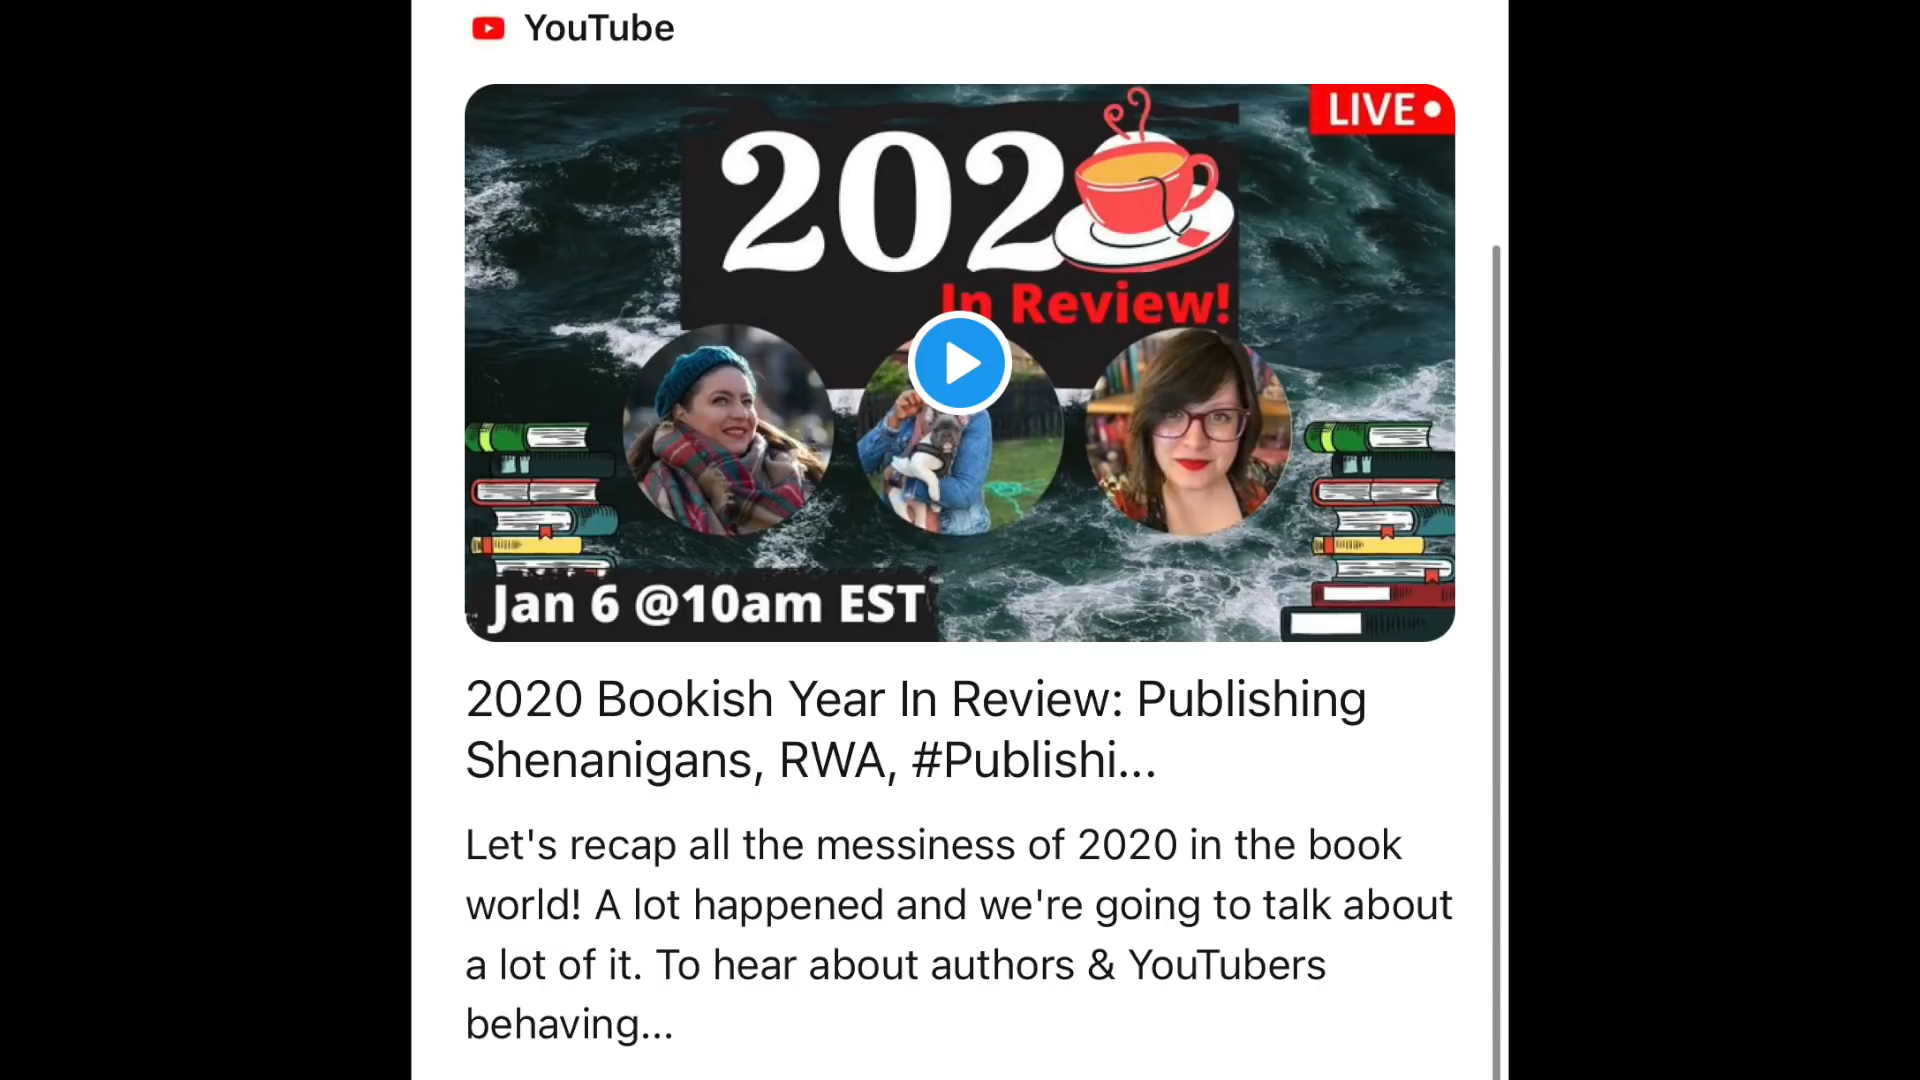 YouTube
LIVE
202
In Review!
Jan 6 @10am EST
2020 Bookish Year In Review: Publishing
Shenanigans, RWA, #Publishi...
Let's recap all the messiness of 2020 in the book
world! A lot happened and we're going to talk about
a lot of it. To hear about authors & YouTubers
behaving...